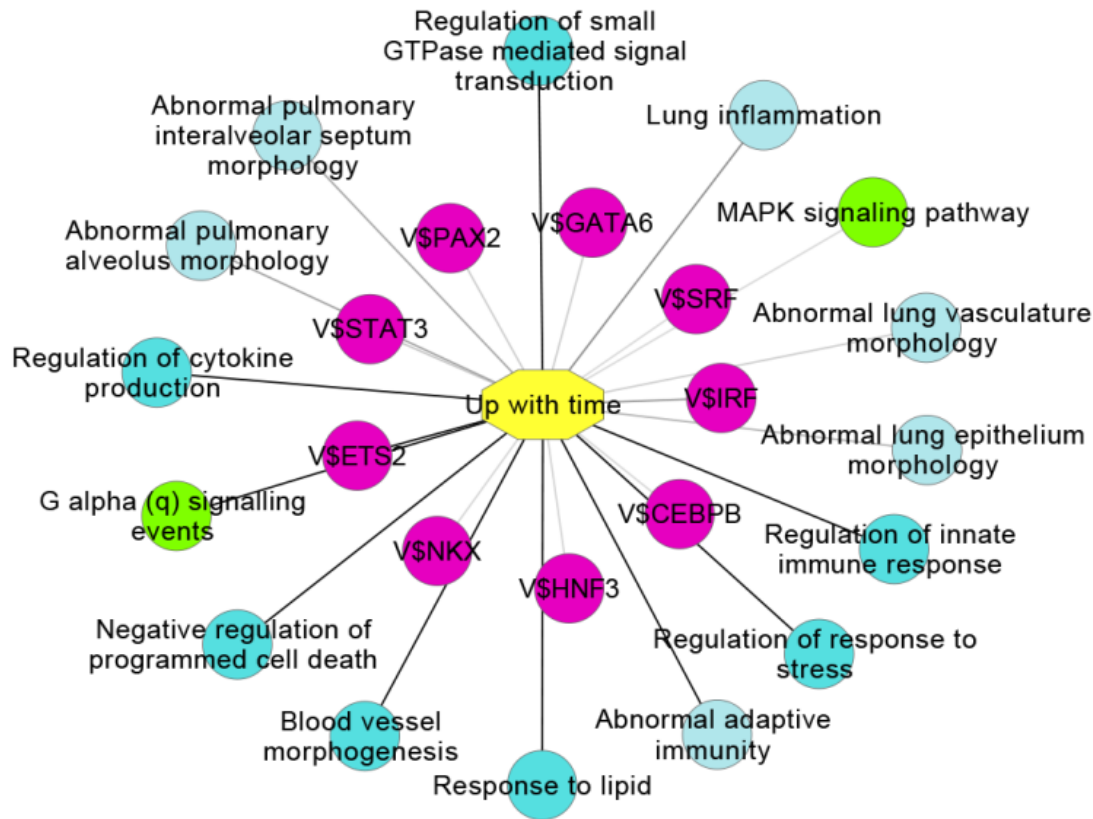 Regulation of small
GTPase mediated signal
transduction
Abnormal pulmonary
interalveolar septum
morphology
Lung inflammation
Abnormal pulmonary
alveolus morphology
V$PAX2
V$GATA6
MAPK signaling pathway
V$STAT3
V$SRF
Abnormal lung vasculature
morphology
Regulation of cytokine
production
Up with time
V$IRF
Abnormal lung epithelium
morphology
V$ETS2
G alpha (q) signalling
events
V$CEBPB
V$NKX
V$HNF3
Regulation of innate
immune response
Negative regulation of
programmed cell death
Regulation of response to
stress
Blood vessel
morphogenesis
Response to lipid
Abnormal adaptive
immunity